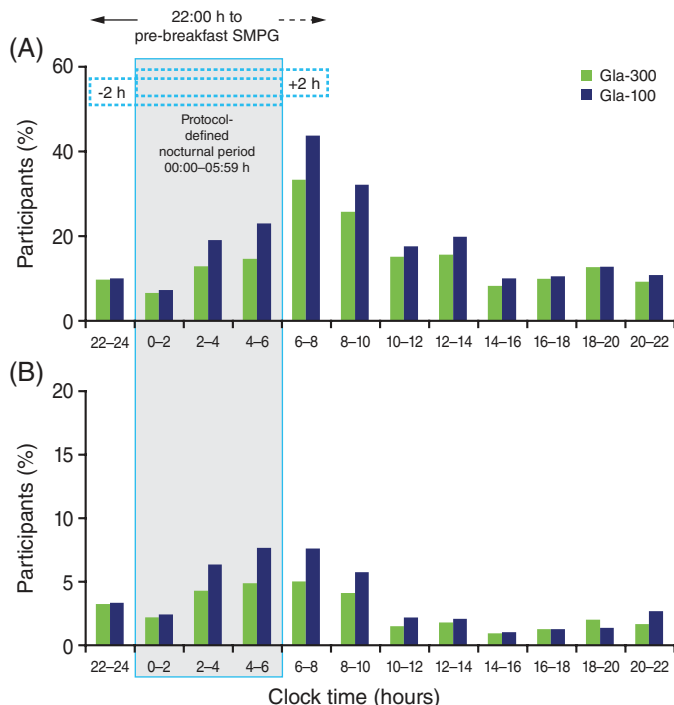 22:00 h to
pre-breakfast SMPG
(A)
60
40
20
0
Participants (%)
-2 h
+2 h
Protocol-
defined
nocturnal period
00:00–05:59 h
Gla-300
Gla-100
22–24 0–2 2–4 4–6 6–8 8–10 10–12 12–14 14–16 16–18 18–20 20–22
(B)
20
15
10
5
0
Participants (%)
22–24 0–2 2–4 4–6 6–8 8–10 10–12 12–14 14–16 16–18 18–20 20–22
Clock time (hours)